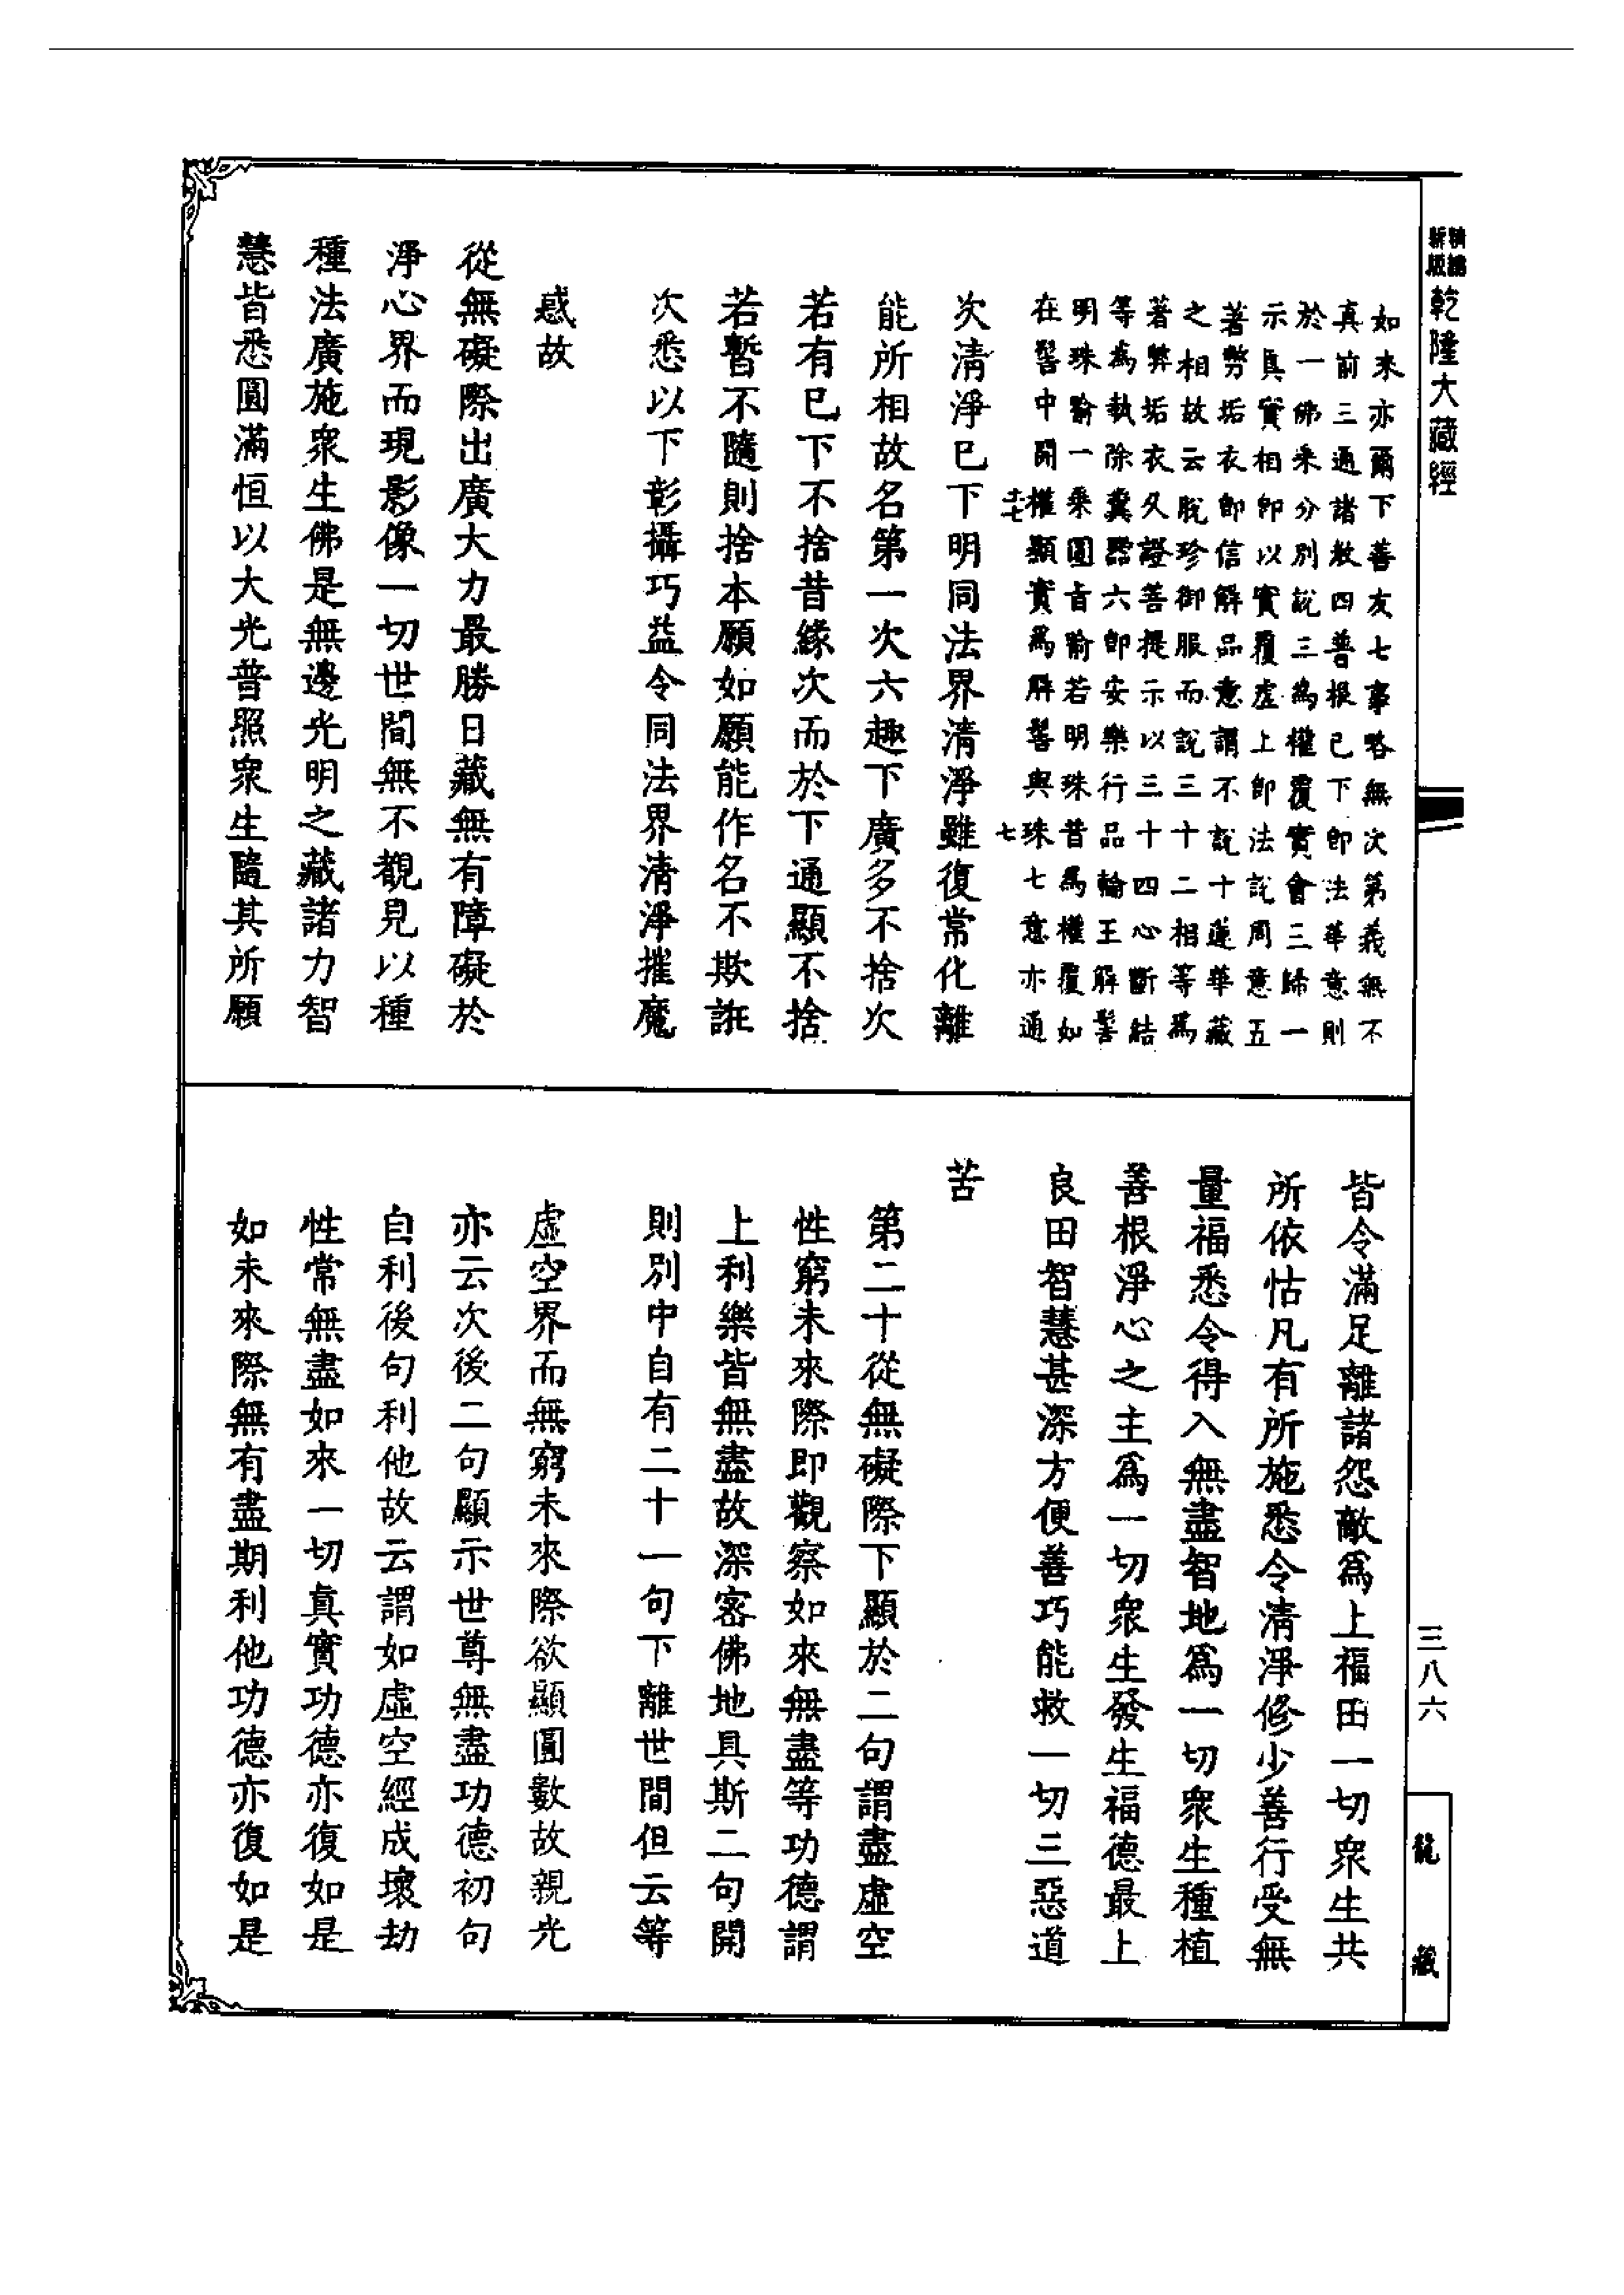 精編
新版
乾隆大藏經
如來亦爾下善友七事略無次第義無不
真前三通諸教四普根已下即法華意則
於一佛乘分別說三為權覆實會三歸一
示真實相即以實覆虛上即法說周意五
著弊垢衣即信解品意謂不說十蓮華藏
之相故云脫珍御服而說三十二相等為
著弊垢衣久證菩提示以三十四心斷結
等為執除糞器六即安樂行品輪王解髻
明珠喻一乘圓旨喻若明珠昔為權覆如
在髻中開權顯實為解髻與珠七意亦通
七
次清淨已下明同法界清淨雖復常化離
能所相故名第一次六趣下廣多不捨次
若有已下不捨昔緣次而於下通顯不捨
若暫不隨則捨本願如願能作名不欺誑
次悉以下彰攝巧益令同法界清淨摧魔
惑故
從無礙際出廣大力最勝日藏無有障礙於
淨心界而現影像一切世間無不覩見以種
種法廣施衆生佛是無邊光明之藏諸力智
慧皆悉圓滿恒以大光普照衆生隨其所願
皆令滿足離諸怨敵為上福田一切衆生共
所依怙凡有所施悉令清淨修少善行受無
量福悉令得入無盡智地為一切衆生種植
善根淨心之主為一切衆生發生福德最上
良田智慧甚深方便善巧能救一切三惡道
苦
第二十從無礙際下顯於二句謂盡虛空
性窮未來際即觀察如來無盡等功德謂
上利樂皆無盡故深密佛地具斯二句開
則別中自有二十一句下離世間但云等
虛空界而無窮未來際欲顯圓數故親光
亦云次後二句顯示世尊無盡功德初句
自利後句利他故云謂如虛空經成壞劫
性常無盡如來一切真實功德亦復如是
如未來際無有盡期利他功德亦復如是
三八六
龍藏